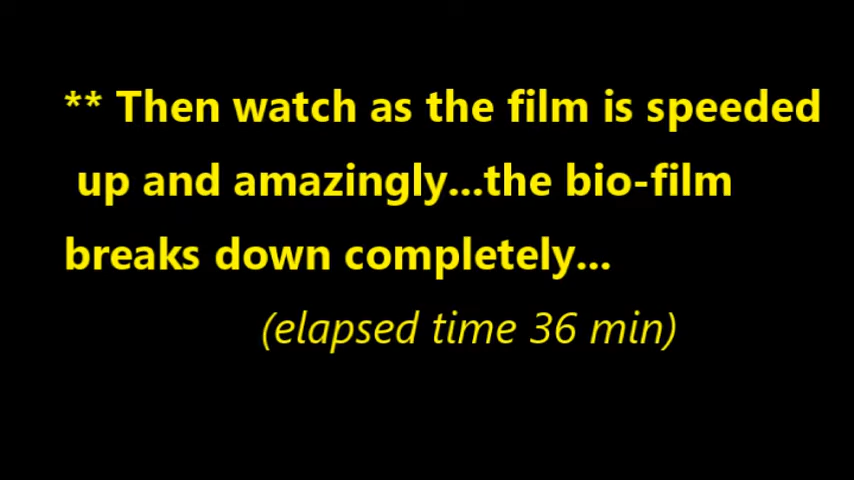 ** Then watch as the film is speeded
up and amazingly...the bio-film
breaks down completely...
(elapsed time 36 min)